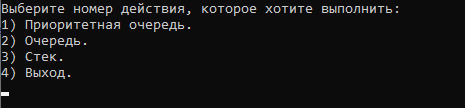 Выберите номер действия, которое хотите выполнить:
1) Приоритетная очередь.
2) Очередь.
3) Стек.
4) Выход.